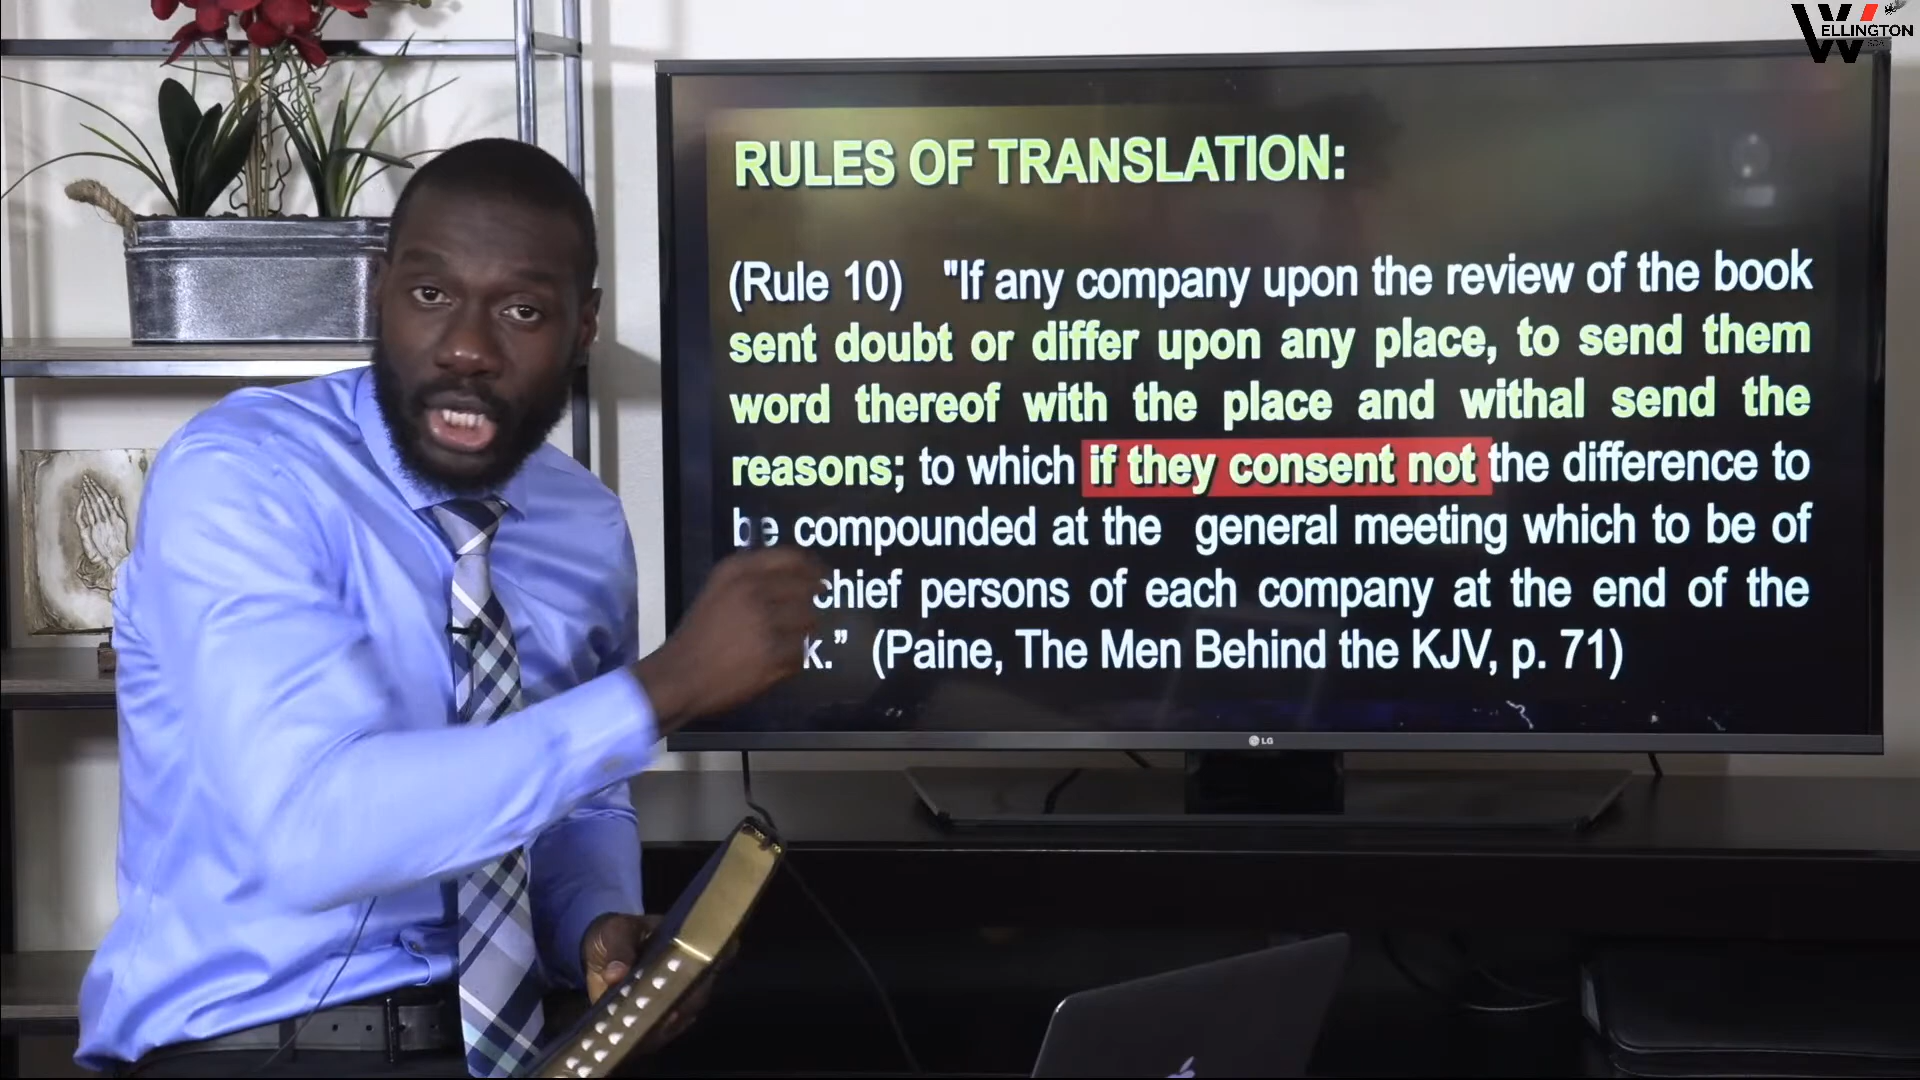 WELLINGTON
SDA
RULES OF TRANSLATION:
(Rule 10) "If any company upon the review of the book
sent doubt or differ upon any place, to send them
word thereof with the place and withal send the
reasons; to which if they consent not the difference to
be compounded at the general meeting which to be of
chief persons of each company at the end of the
k.” (Paine, The Men Behind the KJV, p. 71)
LG